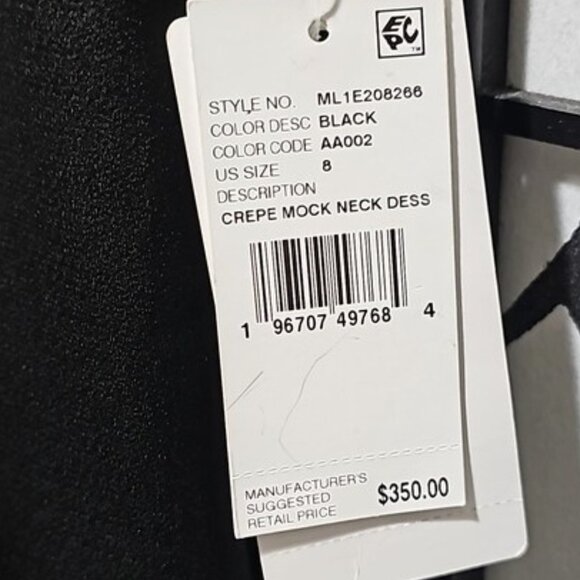 EPC™
STYLE NO. ML1E208266
COLOR DESC BLACK
COLOR CODE AA002
US SIZE 8
DESCRIPTION
CREPE MOCK NECK DESS
1 96707 49768 4
MANUFACTURER'S
SUGGESTED
RETAIL PRICE
$350.00